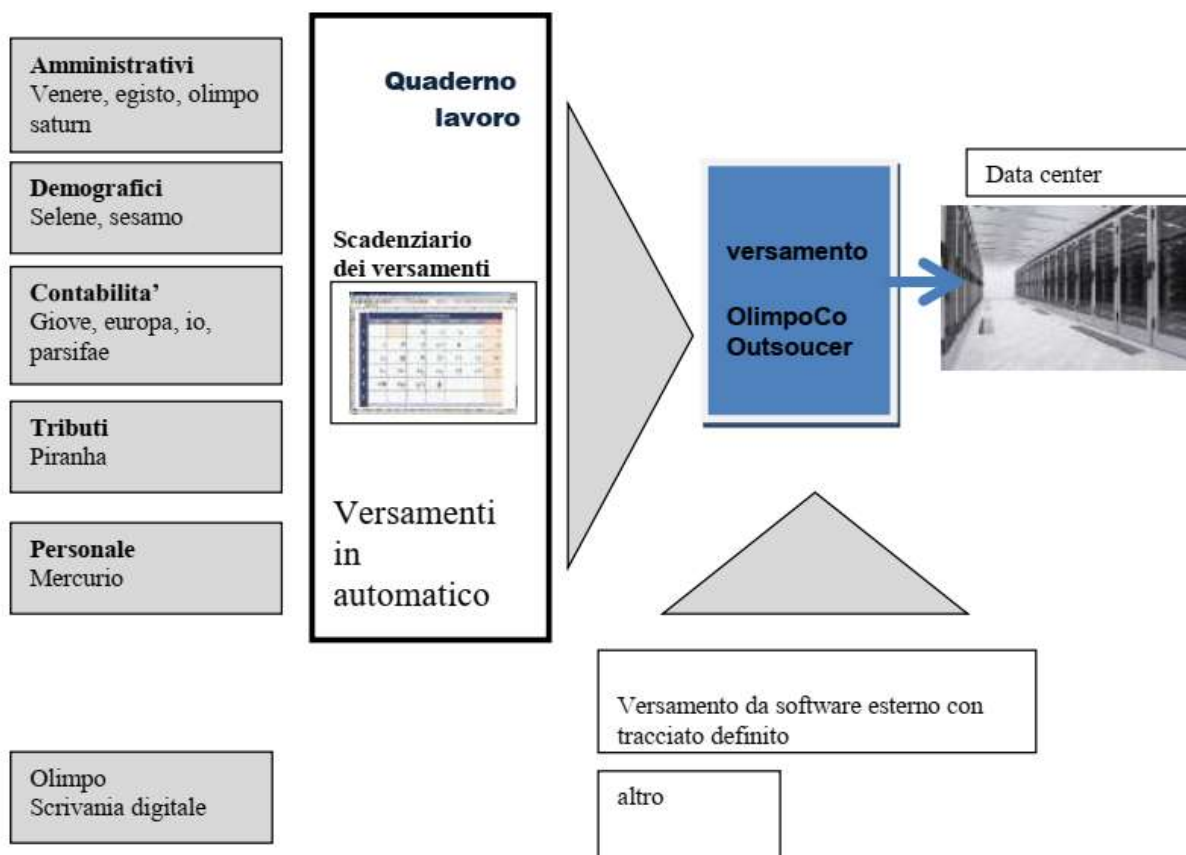 Amministrativi
Venere, egisto, olimpo
saturn
Demografici
Selene, sesamo
Contabilita’
Giove, europa, io,
parsifae
Tributi
Piranha
Personale
Mercurio
Olimpo
Scrivania digitale
Quaderno
lavoro
Scadenziario
dei versamenti
Versamenti
in
automatico
versamento
OlimpoCo
Outsoucer
Data center
Versamento da software esterno con
tracciato definito
altro